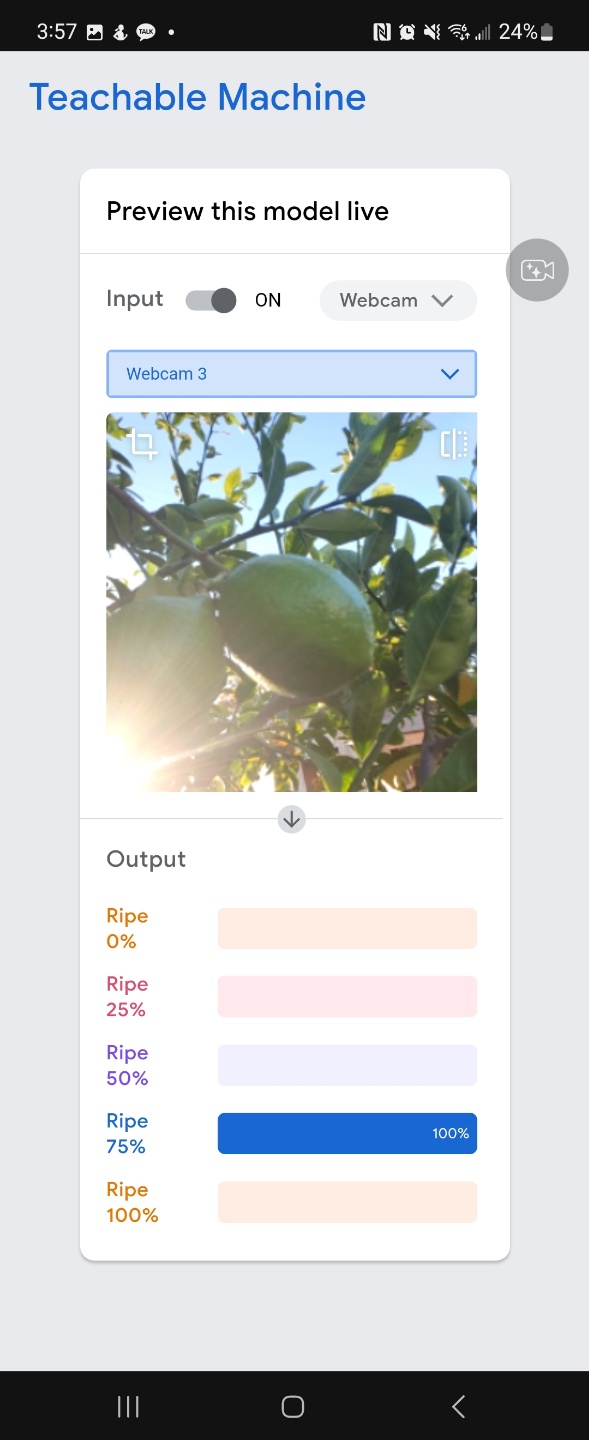 3:57
TALK
24%
Teachable Machine
Preview this model live
Input
ON
Webcam
Webcam 3
Output
Ripe
0%
Ripe
25%
Ripe
50%
Ripe
75%
100%
Ripe
100%